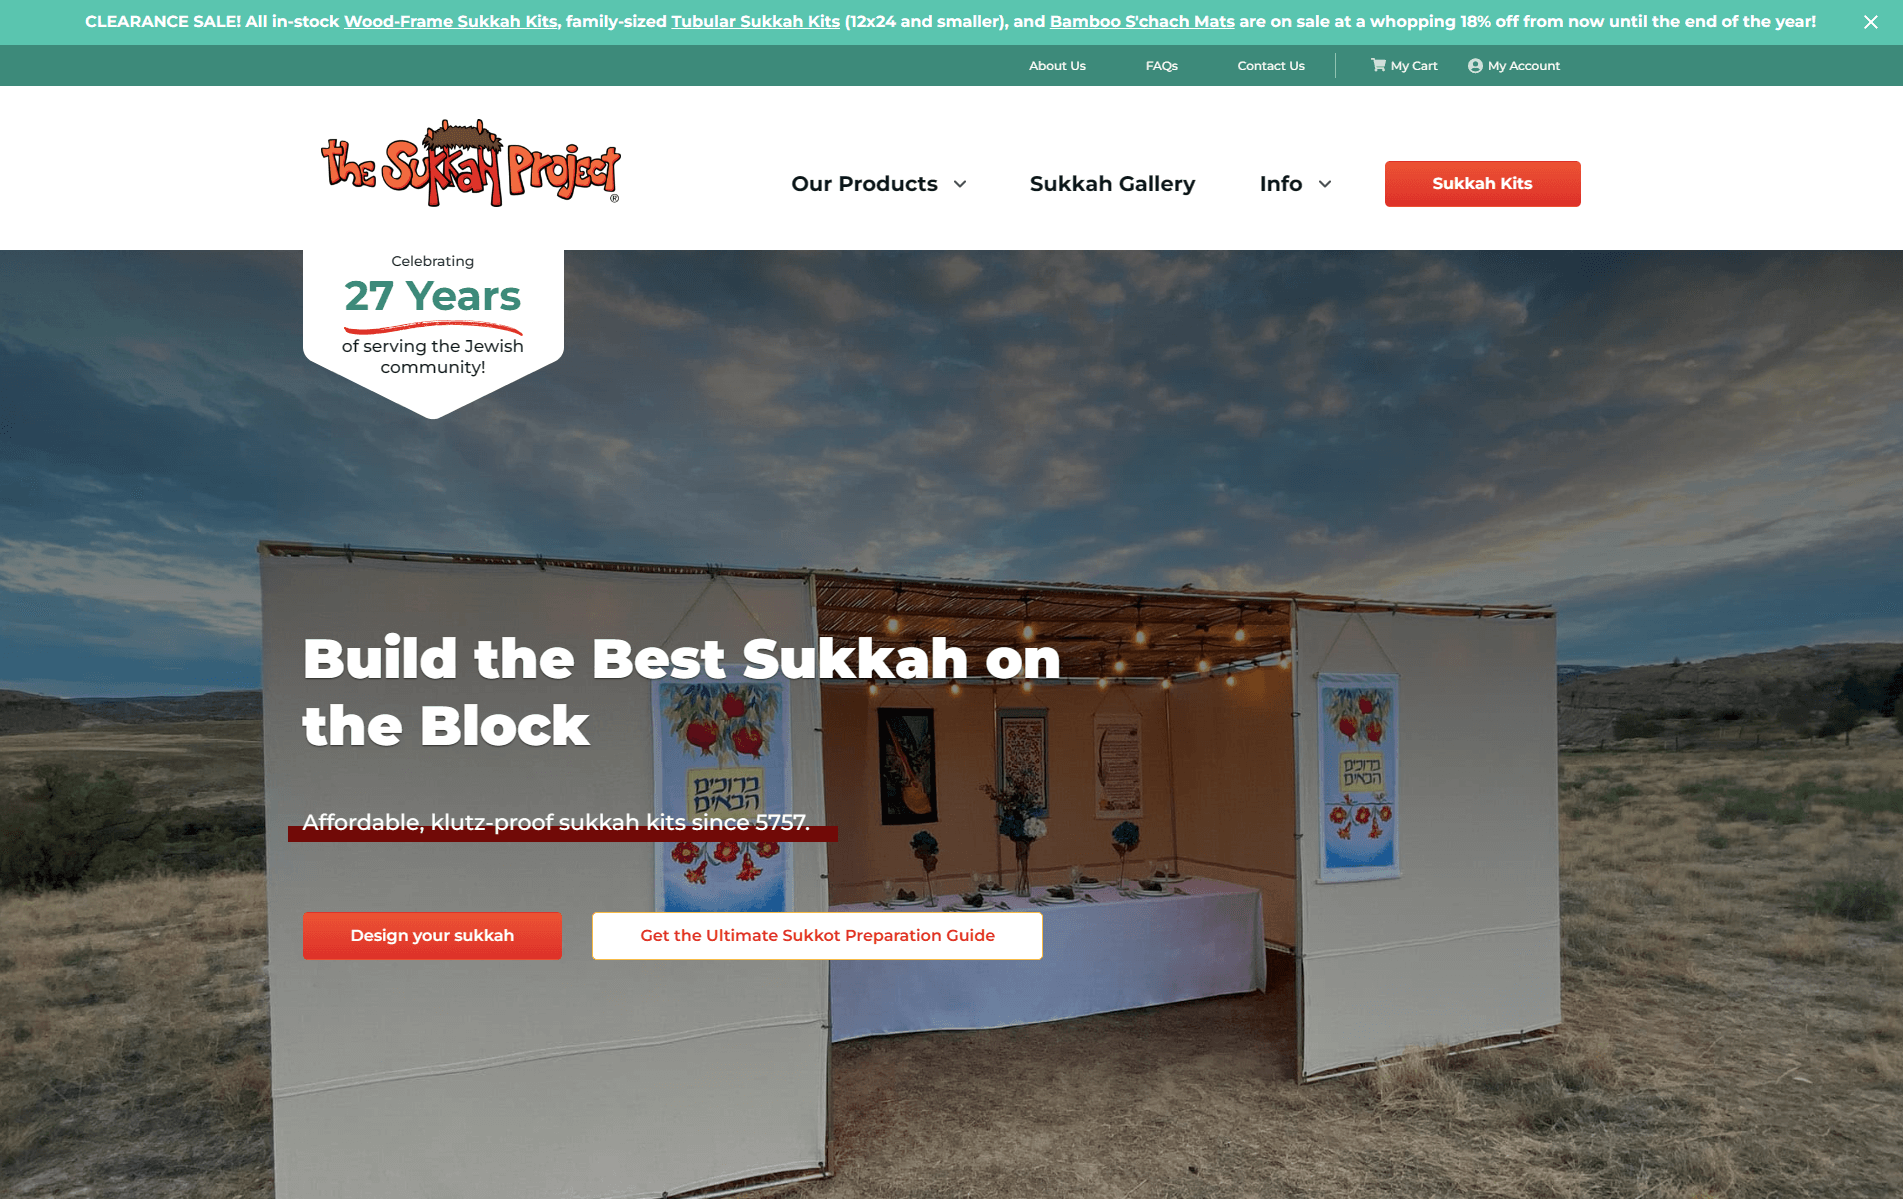 CLEARANCE SALE! All in-stock Wood-Frame Sukkah Kits, family-sized Tubular Sukkah Kits (12x24 and smaller), and Bamboo S'chach Mats are on sale at a whopping 18% off from now until the end of the year!
About Us FAQs Contact Us My Cart My Account
the Sukkah Project ®
Our Products Sukkah Gallery Info Sukkah Kits
Celebrating
27 Years
of serving the Jewish
community!
Build the Best Sukkah on
the Block
ברוכים
הבאים
ברוכים
הבאים
Affordable, klutz-proof sukkah kits since 5757.
Design your sukkah Get the Ultimate Sukkot Preparation Guide